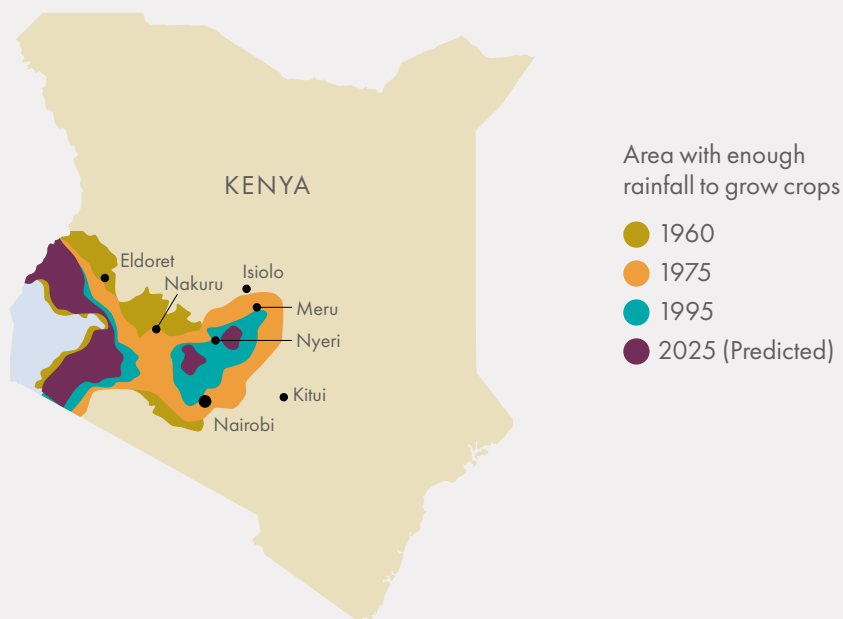 KENYA
Eldoret
Nakuru
Isiolo
Meru
Nyeri
Kitui
Nairobi
Area with enough
rainfall to grow crops
1960
1975
1995
2025 (Predicted)